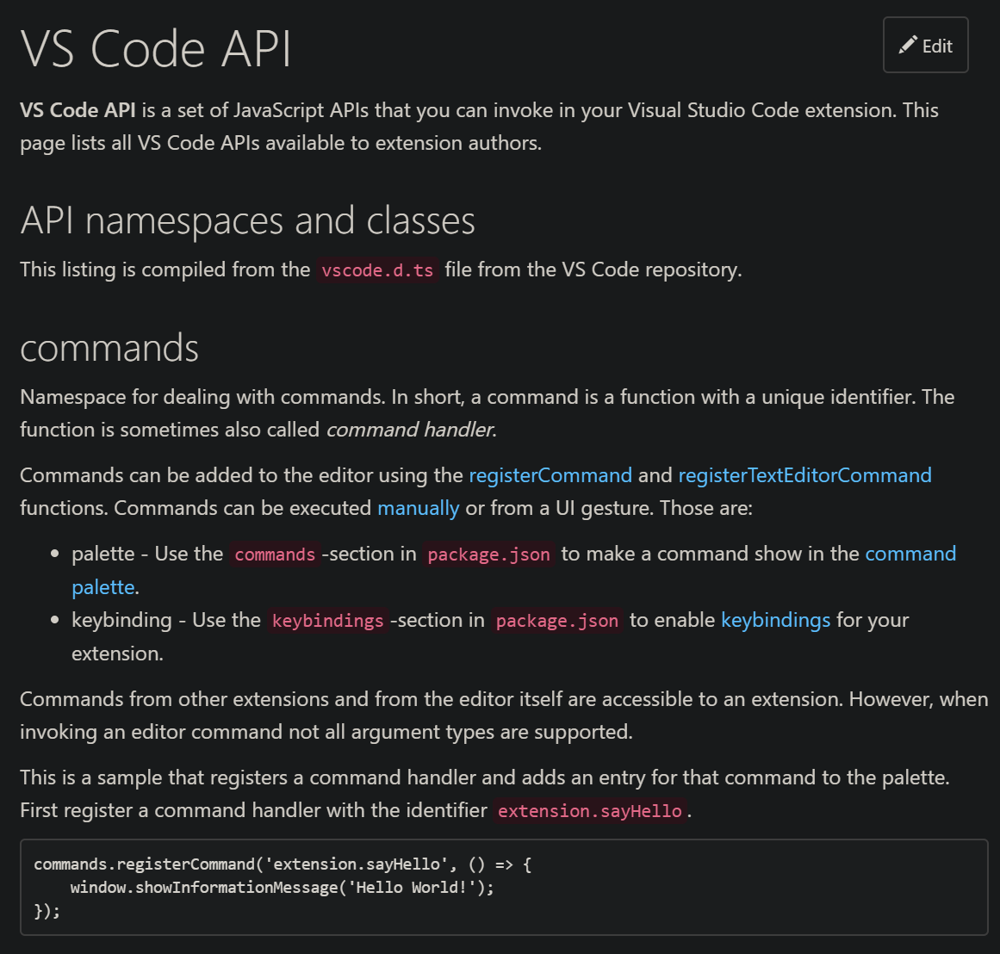 VS Code API
Edit
VS Code API is a set of JavaScript APIs that you can invoke in your Visual Studio Code extension. This
page lists all VS Code APIs available to extension authors.
API namespaces and classes
This listing is compiled from the vscode.d.ts file from the VS Code repository.
commands
Namespace for dealing with commands. In short, a command is a function with a unique identifier. The
function is sometimes also called command handler.
Commands can be added to the editor using the registerCommand and registerTextEditorCommand
functions. Commands can be executed manually or from a UI gesture. Those are:
• palette - Use the commands-section in package.json to make a command show in the command
palette.
• keybinding - Use the keybindings-section in package.json to enable keybindings for your
extension.
Commands from other extensions and from the editor itself are accessible to an extension. However, when
invoking an editor command not all argument types are supported.
This is a sample that registers a command handler and adds an entry for that command to the palette.
First register a command handler with the identifier extension.sayHello.
commands.registerCommand('extension.sayHello', () => {
    window.showInformationMessage('Hello World!');
});